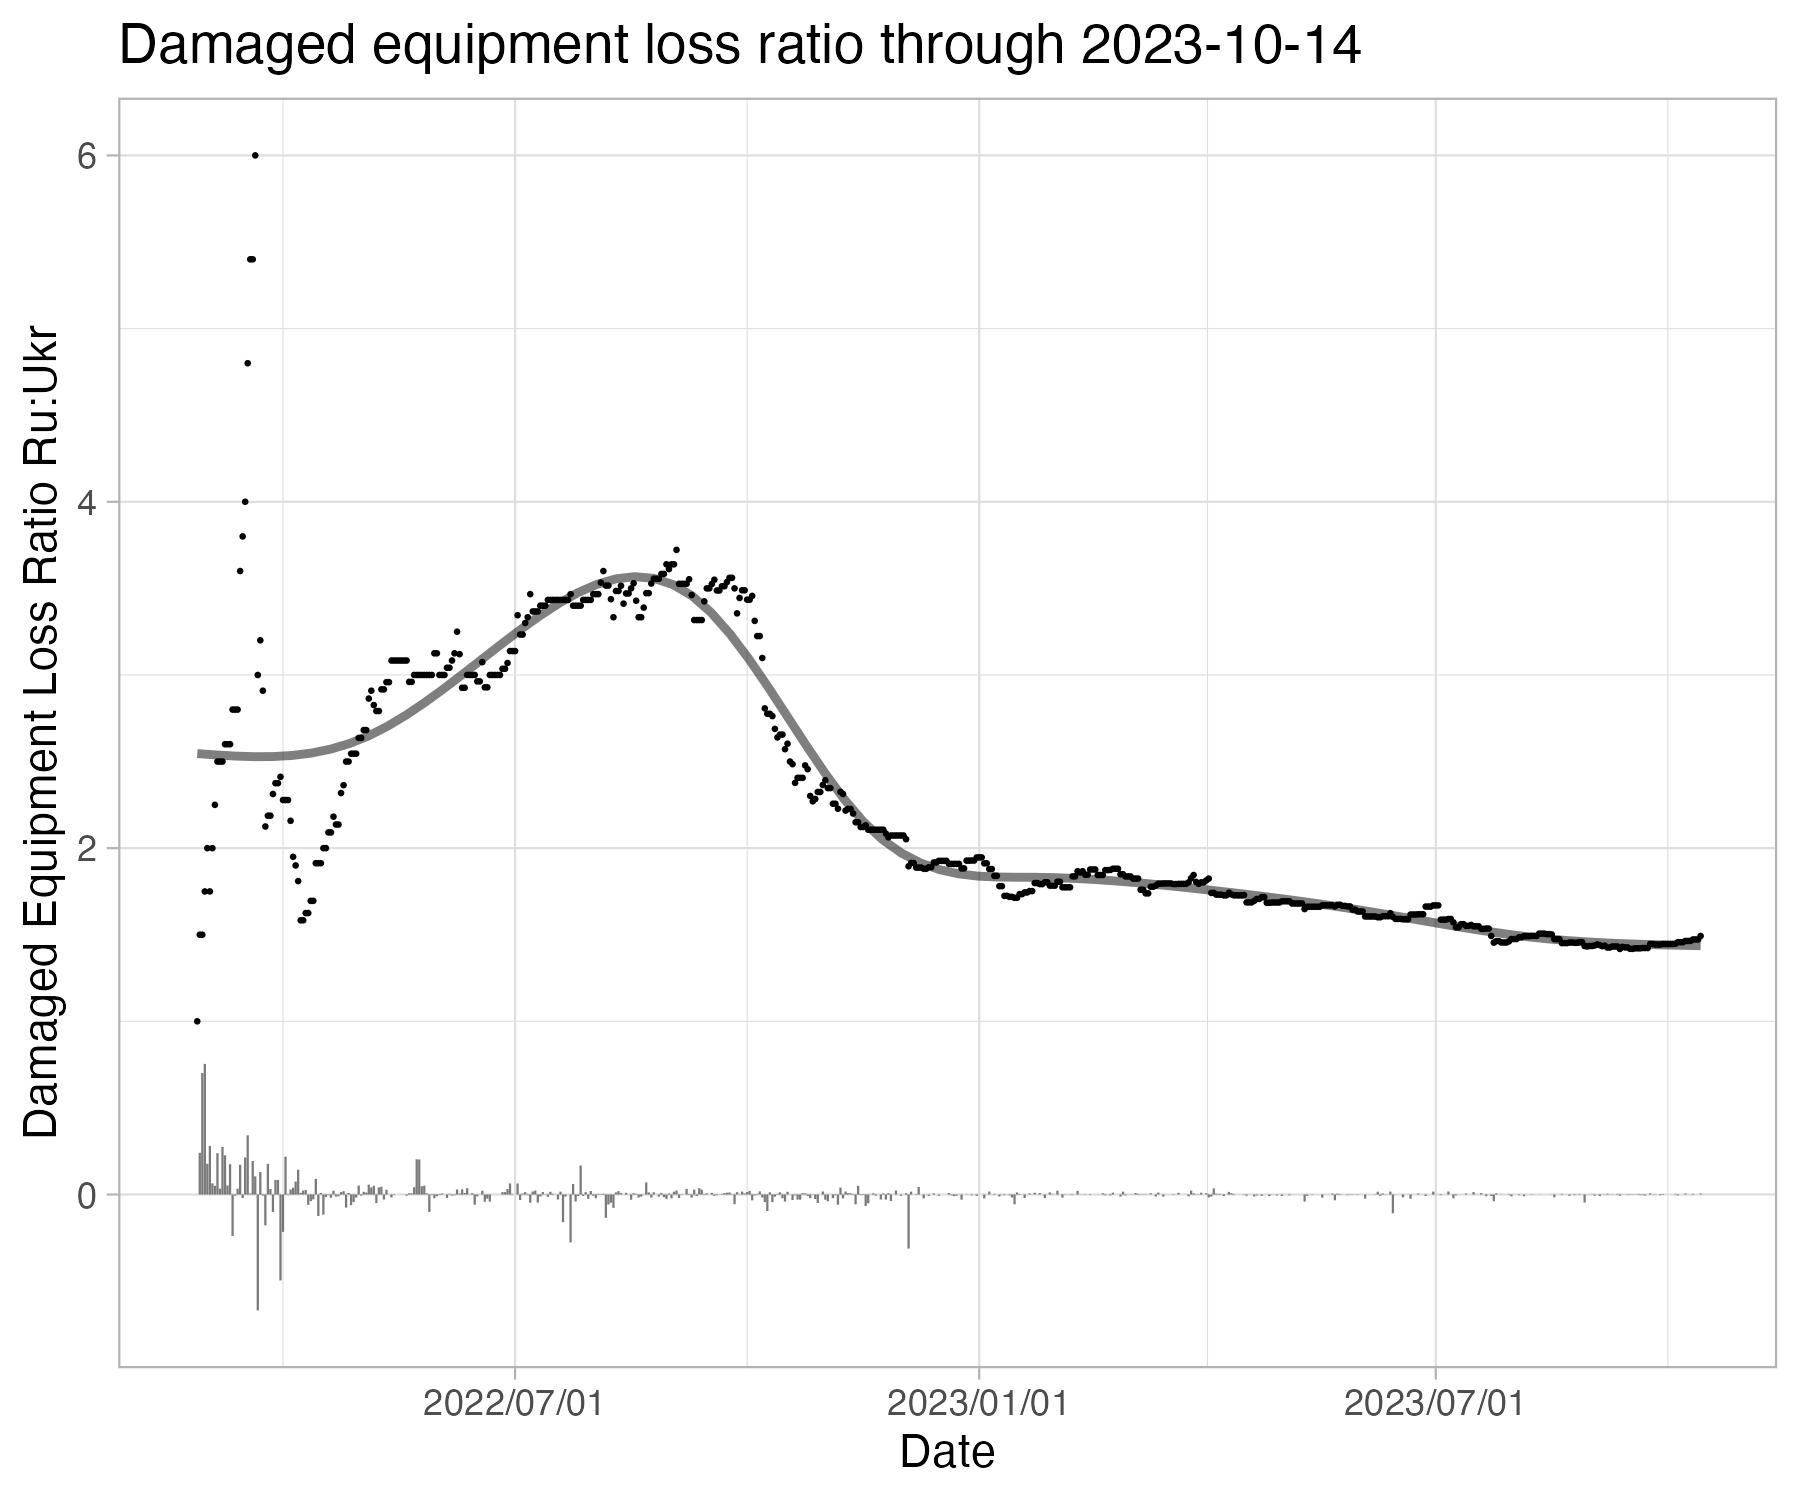 Damaged equipment loss ratio through 2023-10-14
Damaged Equipment Loss Ratio Ru:Ukr
6
4
2
0
2022/07/01
2023/01/01
2023/07/01
Date